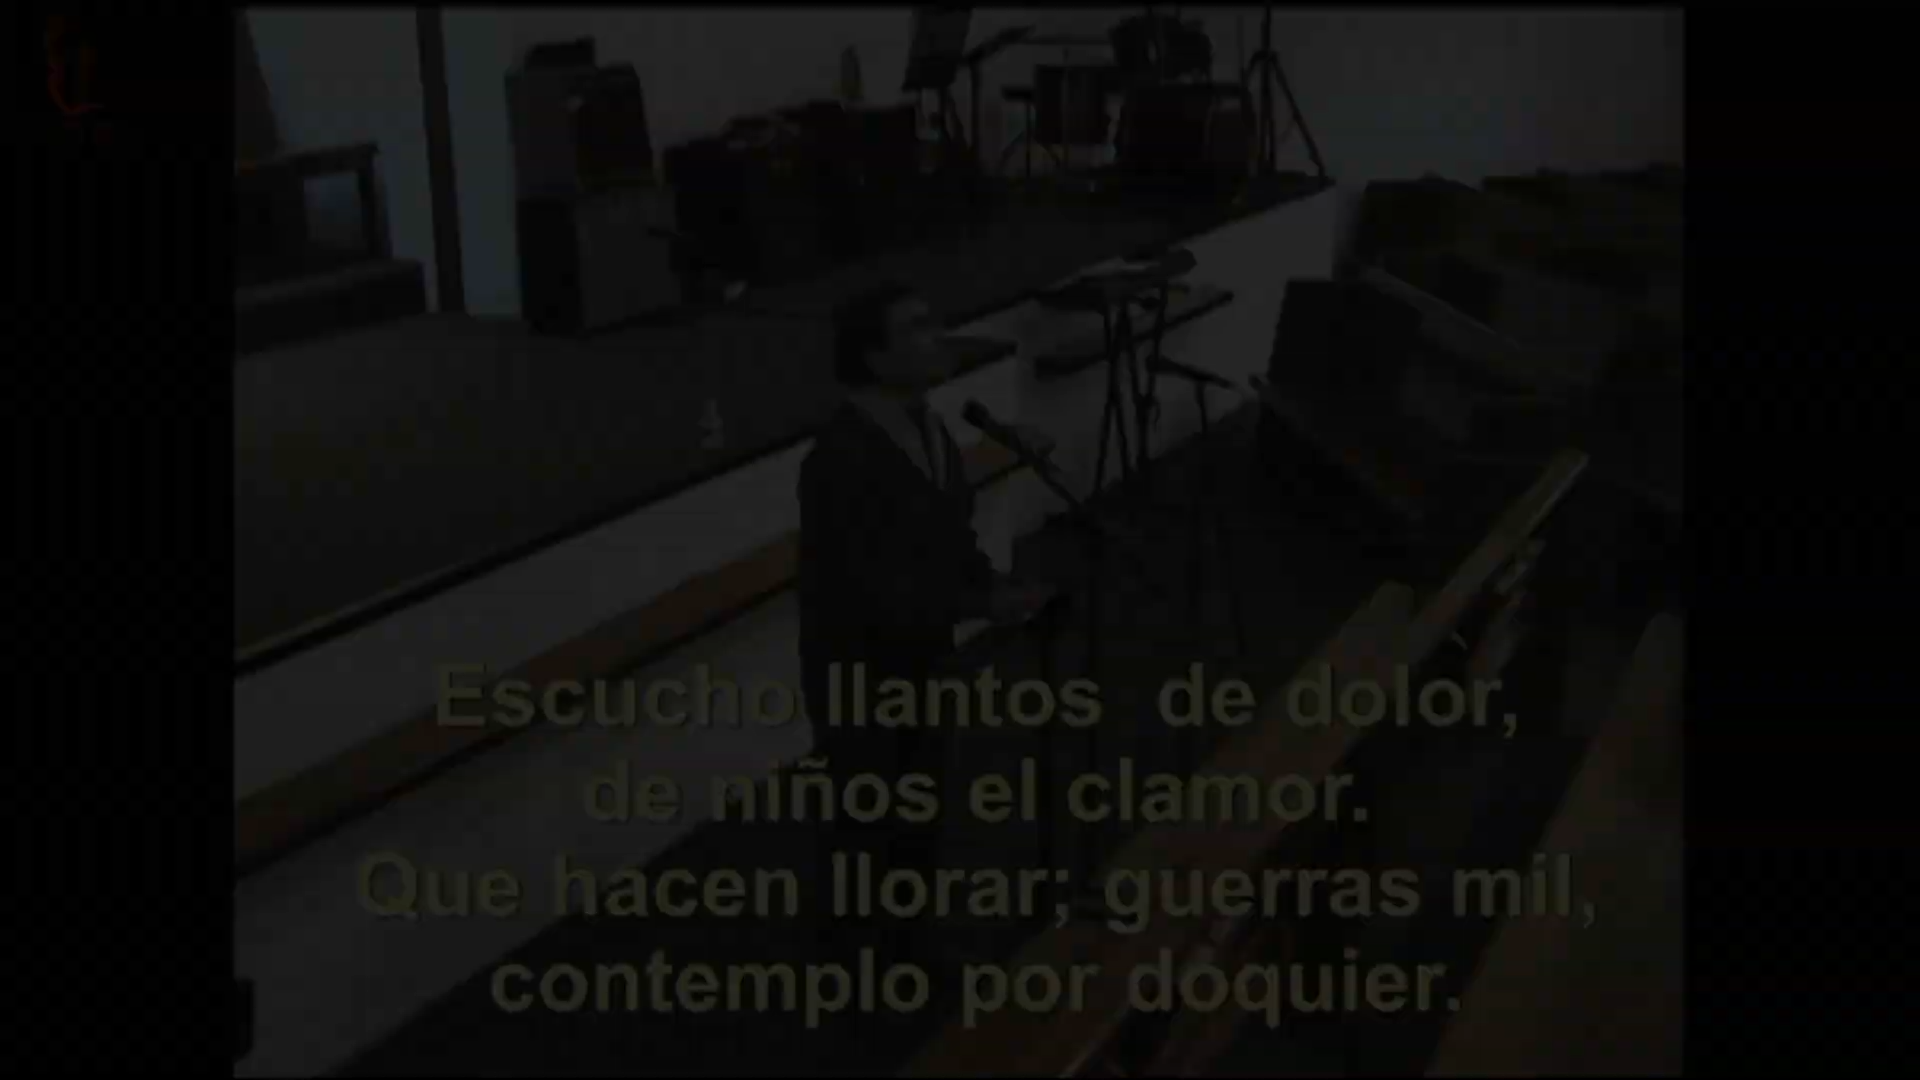 Escucho llantos de dolor,
de niños el clamor.
Que hacen llorar; guerras mil,
contemplo por doquier.